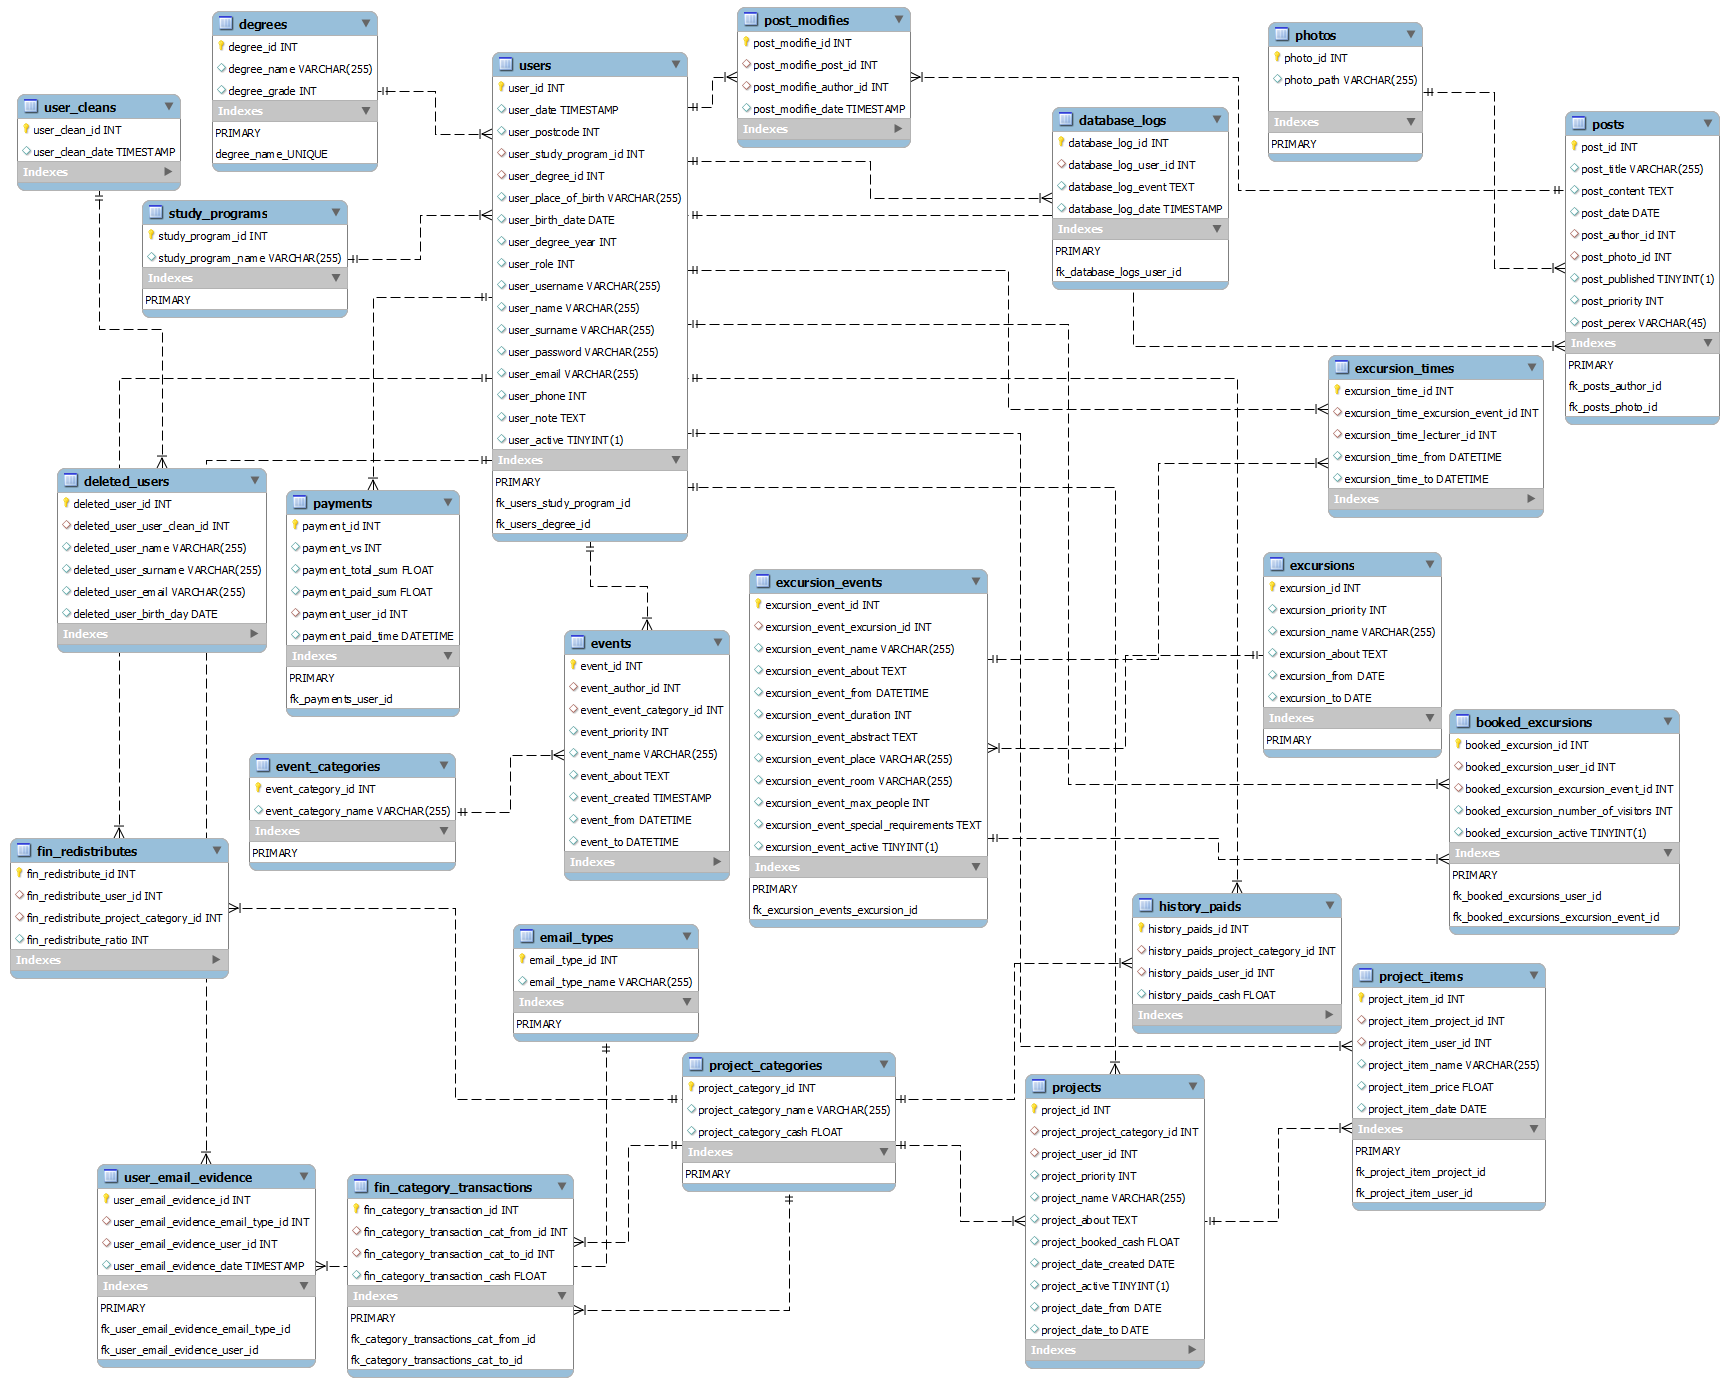 degrees
degree_id INT
degree_name VARCHAR(255)
degree_grade INT
Indexes
PRIMARY
degree_name_UNIQUE
user_cleans
user_clean_id INT
user_clean_date TIMESTAMP
Indexes
study_programs
study_program_id INT
study_program_name VARCHAR(255)
Indexes
PRIMARY
users
user_id INT
user_date TIMESTAMP
user_postcode INT
user_study_program_id INT
user_degree_id INT
user_place_of_birth VARCHAR(255)
user_birth_date DATE
user_degree_year INT
user_role INT
user_username VARCHAR(255)
user_name VARCHAR(255)
user_surname VARCHAR(255)
user_password VARCHAR(255)
user_email VARCHAR(255)
user_phone INT
user_note TEXT
user_active TINYINT(1)
Indexes
PRIMARY
fk_users_study_program_id
fk_users_degree_id
post_modifies
post_modifie_id INT
post_modifie_post_id INT
post_modifie_author_id INT
post_modifie_date TIMESTAMP
Indexes
database_logs
database_log_id INT
database_log_user_id INT
database_log_event TEXT
database_log_date TIMESTAMP
Indexes
PRIMARY
fk_database_logs_user_id
photos
photo_id INT
photo_path VARCHAR(255)
Indexes
PRIMARY
posts
post_id INT
post_title VARCHAR(255)
post_content TEXT
post_date DATE
post_author_id INT
post_photo_id INT
post_published TINYINT(1)
post_priority INT
post_perex VARCHAR(45)
Indexes
PRIMARY
fk_posts_author_id
fk_posts_photo_id
excursion_times
excursion_time_id INT
excursion_time_excursion_event_id INT
excursion_time_lecturer_id INT
excursion_time_from DATETIME
excursion_time_to DATETIME
Indexes
deleted_users
deleted_user_id INT
deleted_user_user_clean_id INT
deleted_user_name VARCHAR(255)
deleted_user_surname VARCHAR(255)
deleted_user_email VARCHAR(255)
deleted_user_birth_day DATE
Indexes
payments
payment_id INT
payment_vs INT
payment_total_sum FLOAT
payment_paid_sum FLOAT
payment_user_id INT
payment_paid_time DATETIME
Indexes
PRIMARY
fk_payments_user_id
events
event_id INT
event_author_id INT
event_event_category_id INT
event_priority INT
event_name VARCHAR(255)
event_about TEXT
event_created TIMESTAMP
event_from DATETIME
event_to DATETIME
Indexes
excursion_events
excursion_event_id INT
excursion_event_excursion_id INT
excursion_event_name VARCHAR(255)
excursion_event_about TEXT
excursion_event_from DATETIME
excursion_event_duration INT
excursion_event_abstract TEXT
excursion_event_place VARCHAR(255)
excursion_event_room VARCHAR(255)
excursion_event_max_people INT
excursion_event_special_requirements TEXT
excursion_event_active TINYINT(1)
Indexes
PRIMARY
fk_excursion_events_excursion_id
excursions
excursion_id INT
excursion_priority INT
excursion_name VARCHAR(255)
excursion_about TEXT
excursion_from DATE
excursion_to DATE
Indexes
PRIMARY
booked_excursions
booked_excursion_id INT
booked_excursion_user_id INT
booked_excursion_excursion_event_id INT
booked_excursion_number_of_visitors INT
booked_excursion_active TINYINT(1)
Indexes
PRIMARY
fk_booked_excursions_user_id
fk_booked_excursions_excursion_event_id
event_categories
event_category_id INT
event_category_name VARCHAR(255)
Indexes
PRIMARY
fin_redistributes
fin_redistribute_id INT
fin_redistribute_user_id INT
fin_redistribute_project_category_id INT
fin_redistribute_ratio INT
Indexes
email_types
email_type_id INT
email_type_name VARCHAR(255)
Indexes
PRIMARY
history_paids
history_paids_id INT
history_paids_project_category_id INT
history_paids_user_id INT
history_paids_cash FLOAT
Indexes
project_items
project_item_id INT
project_item_project_id INT
project_item_user_id INT
project_item_name VARCHAR(255)
project_item_price FLOAT
project_item_date DATE
Indexes
PRIMARY
fk_project_item_project_id
fk_project_item_user_id
project_categories
project_category_id INT
project_category_name VARCHAR(255)
project_category_cash FLOAT
Indexes
PRIMARY
projects
project_id INT
project_project_category_id INT
project_user_id INT
project_priority INT
project_name VARCHAR(255)
project_about TEXT
project_booked_cash FLOAT
project_date_created DATE
project_active TINYINT(1)
project_date_from DATE
project_date_to DATE
Indexes
user_email_evidence
user_email_evidence_id INT
user_email_evidence_email_type_id INT
user_email_evidence_user_id INT
user_email_evidence_date TIMESTAMP
Indexes
PRIMARY
fk_user_email_evidence_email_type_id
fk_user_email_evidence_user_id
fin_category_transactions
fin_category_transaction_id INT
fin_category_transaction_cat_from_id INT
fin_category_transaction_cat_to_id INT
fin_category_transaction_cash FLOAT
Indexes
PRIMARY
fk_category_transactions_cat_from_id
fk_category_transactions_cat_to_id